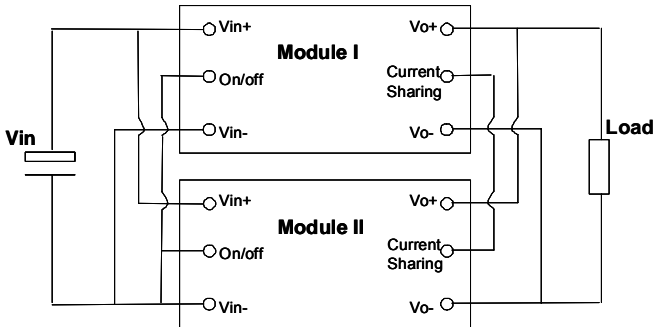 Vin+
Vo+
Module I
On/off
Current
Sharing
Vin-
Vo-
Vin
Load
Vin+
Vo+
Module II
On/off
Current
Sharing
Vin-
Vo-